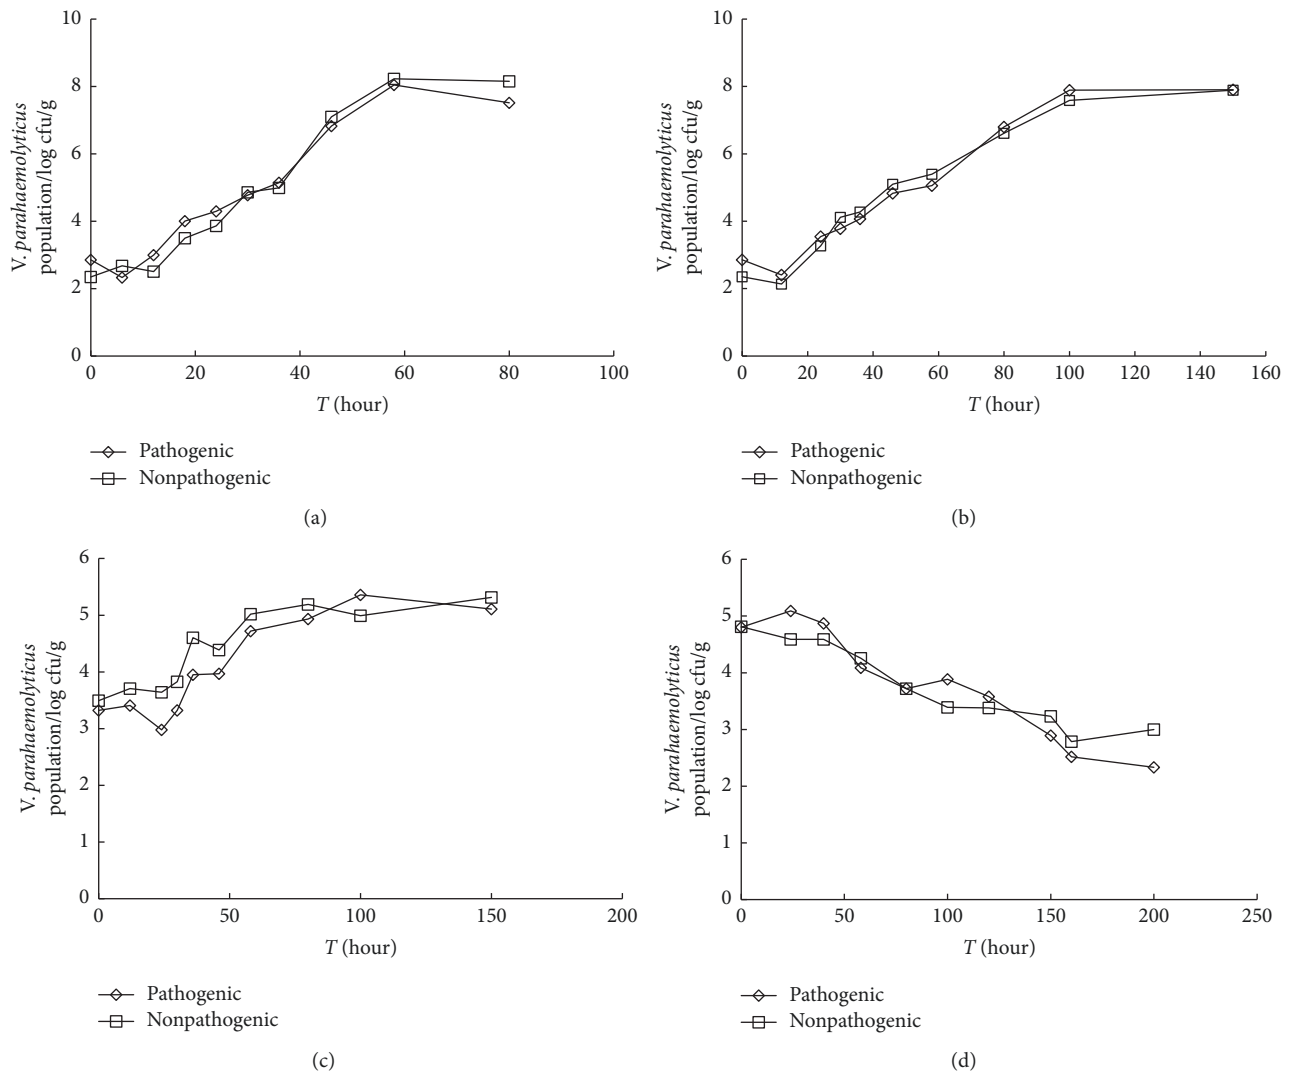 10
8
6
4
2
0
V. parahaemolyticus
population/log cfu/g
0 20 40 60 80 100
T (hour)
Pathogenic
Nonpathogenic
(a)
10
8
6
4
2
0
V. parahaemolyticus
population/log cfu/g
0 20 40 60 80 100 120 140 160
T (hour)
Pathogenic
Nonpathogenic
(b)
6
5
4
3
2
1
0
V. parahaemolyticus
population/log cfu/g
0 50 100 150 200
T (hour)
Pathogenic
Nonpathogenic
(c)
6
5
4
3
2
1
0
V. parahaemolyticus
population/log cfu/g
0 50 100 150 200 250
T (hour)
Pathogenic
Nonpathogenic
(d)